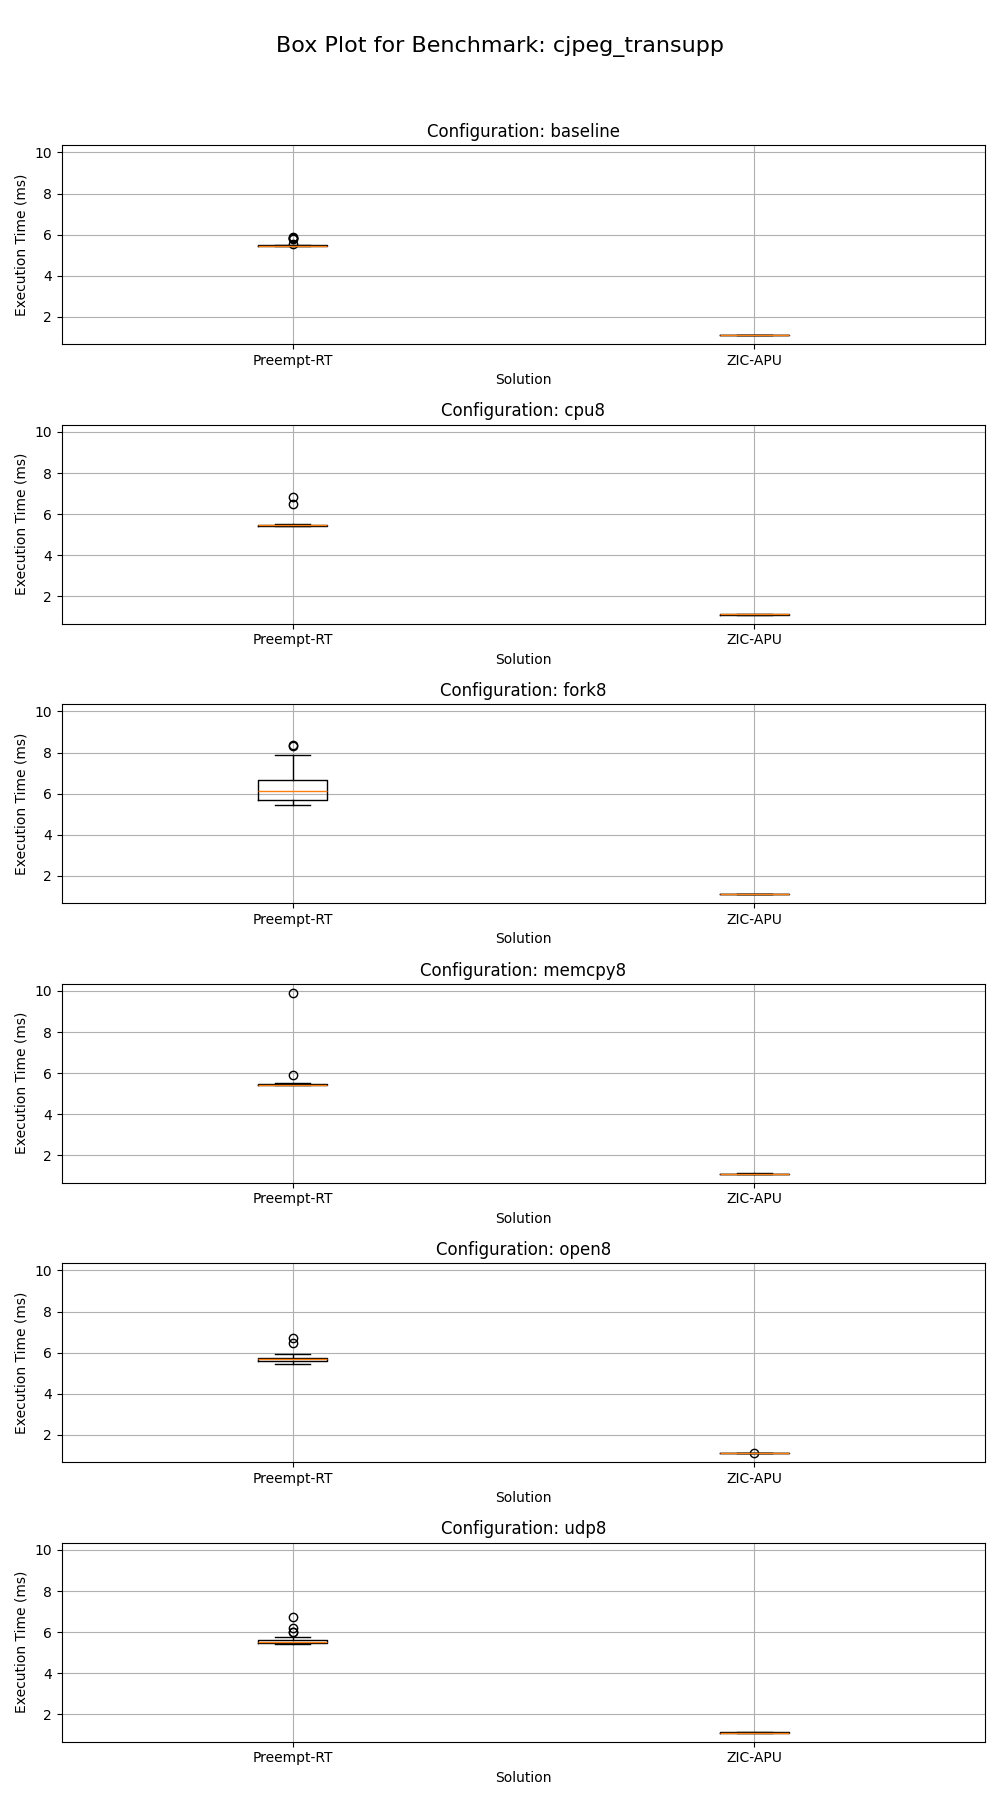 Box Plot for Benchmark: cjpeg_transupp
Configuration: baseline
10
8
6
4
2
Execution Time (ms)
Preempt-RT
ZIC-APU
Solution
Configuration: cpu8
10
8
6
4
2
Execution Time (ms)
Preempt-RT
ZIC-APU
Solution
Configuration: fork8
10
8
6
4
2
Execution Time (ms)
Preempt-RT
ZIC-APU
Solution
Configuration: memcpy8
10
8
6
4
2
Execution Time (ms)
Preempt-RT
ZIC-APU
Solution
Configuration: open8
10
8
6
4
2
Execution Time (ms)
Preempt-RT
ZIC-APU
Solution
Configuration: udp8
10
8
6
4
2
Execution Time (ms)
Preempt-RT
ZIC-APU
Solution